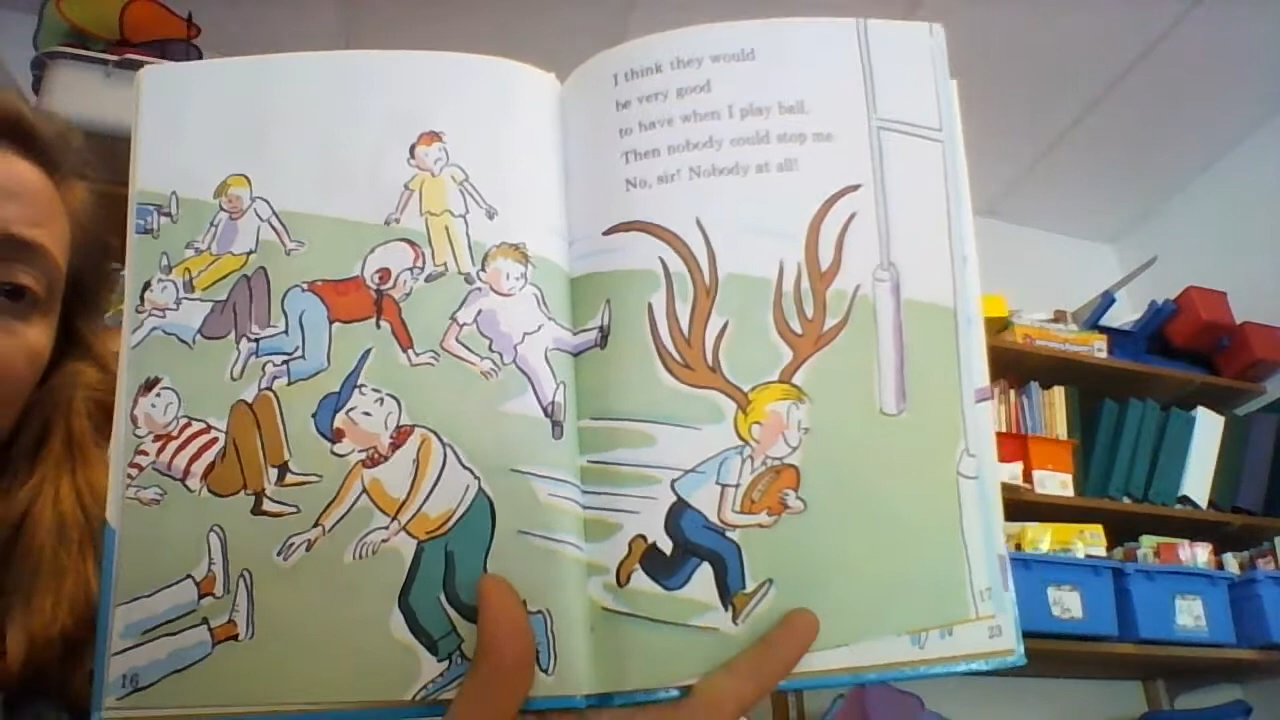 I think they would
be very good
to have when I play ball.
Then nobody could stop me.
No, sir! Nobody at all!
16
17
23